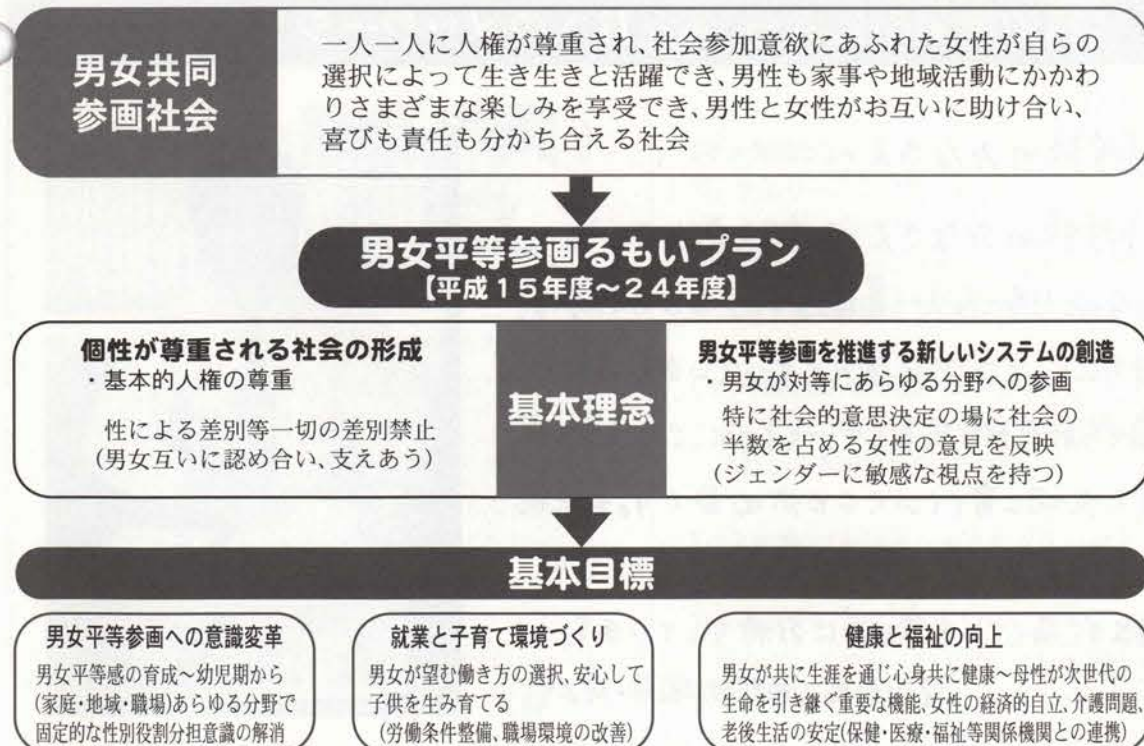 男女共同
参画社会
一人一人に人権が尊重され、社会参加意欲にあふれた女性が自らの
選択によって生き生きと活躍でき、男性も家事や地域活動にかかわ
りさまざまな楽しみを享受でき、男性と女性がお互いに助け合い、
喜びも責任も分かち合える社会
男女平等参画るもいプラン
【平成15年度～24年度】
個性が尊重される社会の形成
・基本的人権の尊重
性による差別等一切の差別禁止
(男女互いに認め合い、支えあう)
基本理念
男女平等参画を推進する新しいシステムの創造
・男女が対等にあらゆる分野への参画
特に社会的意思決定の場に社会の
半数を占める女性の意見を反映
(ジェンダーに敏感な視点を持つ)
基本目標
男女平等参画への意識変革
男女平等感の育成～幼児期から
(家庭・地域・職場)あらゆる分野で
固定的な性別役割分担意識の解消
就業と子育て環境づくり
男女が望む働き方の選択、安心して
子供を生み育てる
(労働条件整備、職場環境の改善)
健康と福祉の向上
男女が共に生涯を通じ心身共に健康～母性が次世代の
生命を引き継ぐ重要な機能、女性の経済的自立、介護問題、
老後生活の安定(保健・医療・福祉等関係機関との連携)